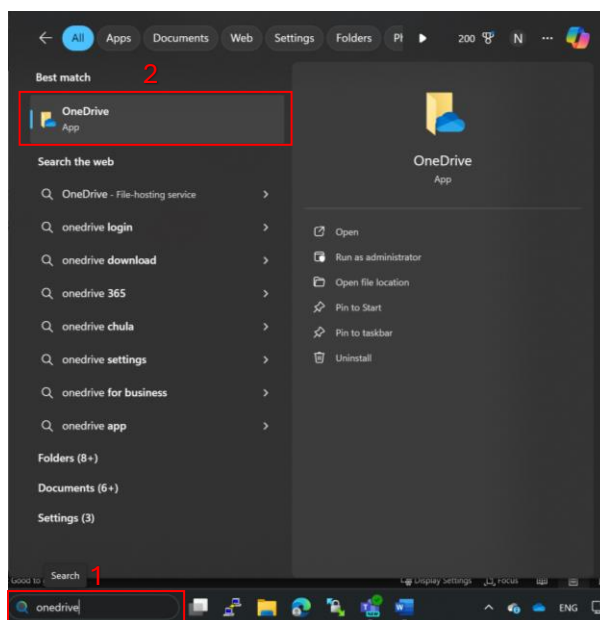 All Apps Documents Web Settings Folders 200 N ...
Best match
2
OneDrive
App
Search the web
OneDrive - File-hosting service
onedrive login
onedrive download
onedrive 365
onedrive chula
onedrive settings
onedrive for business
onedrive app
Folders (8+)
Documents (6+)
Settings (3)
OneDrive
App
Open
Run as administrator
Open file location
Pin to Start
Pin to taskbar
Uninstall
Search
1
Good to
Display Settings Focus
onedrive
ENG